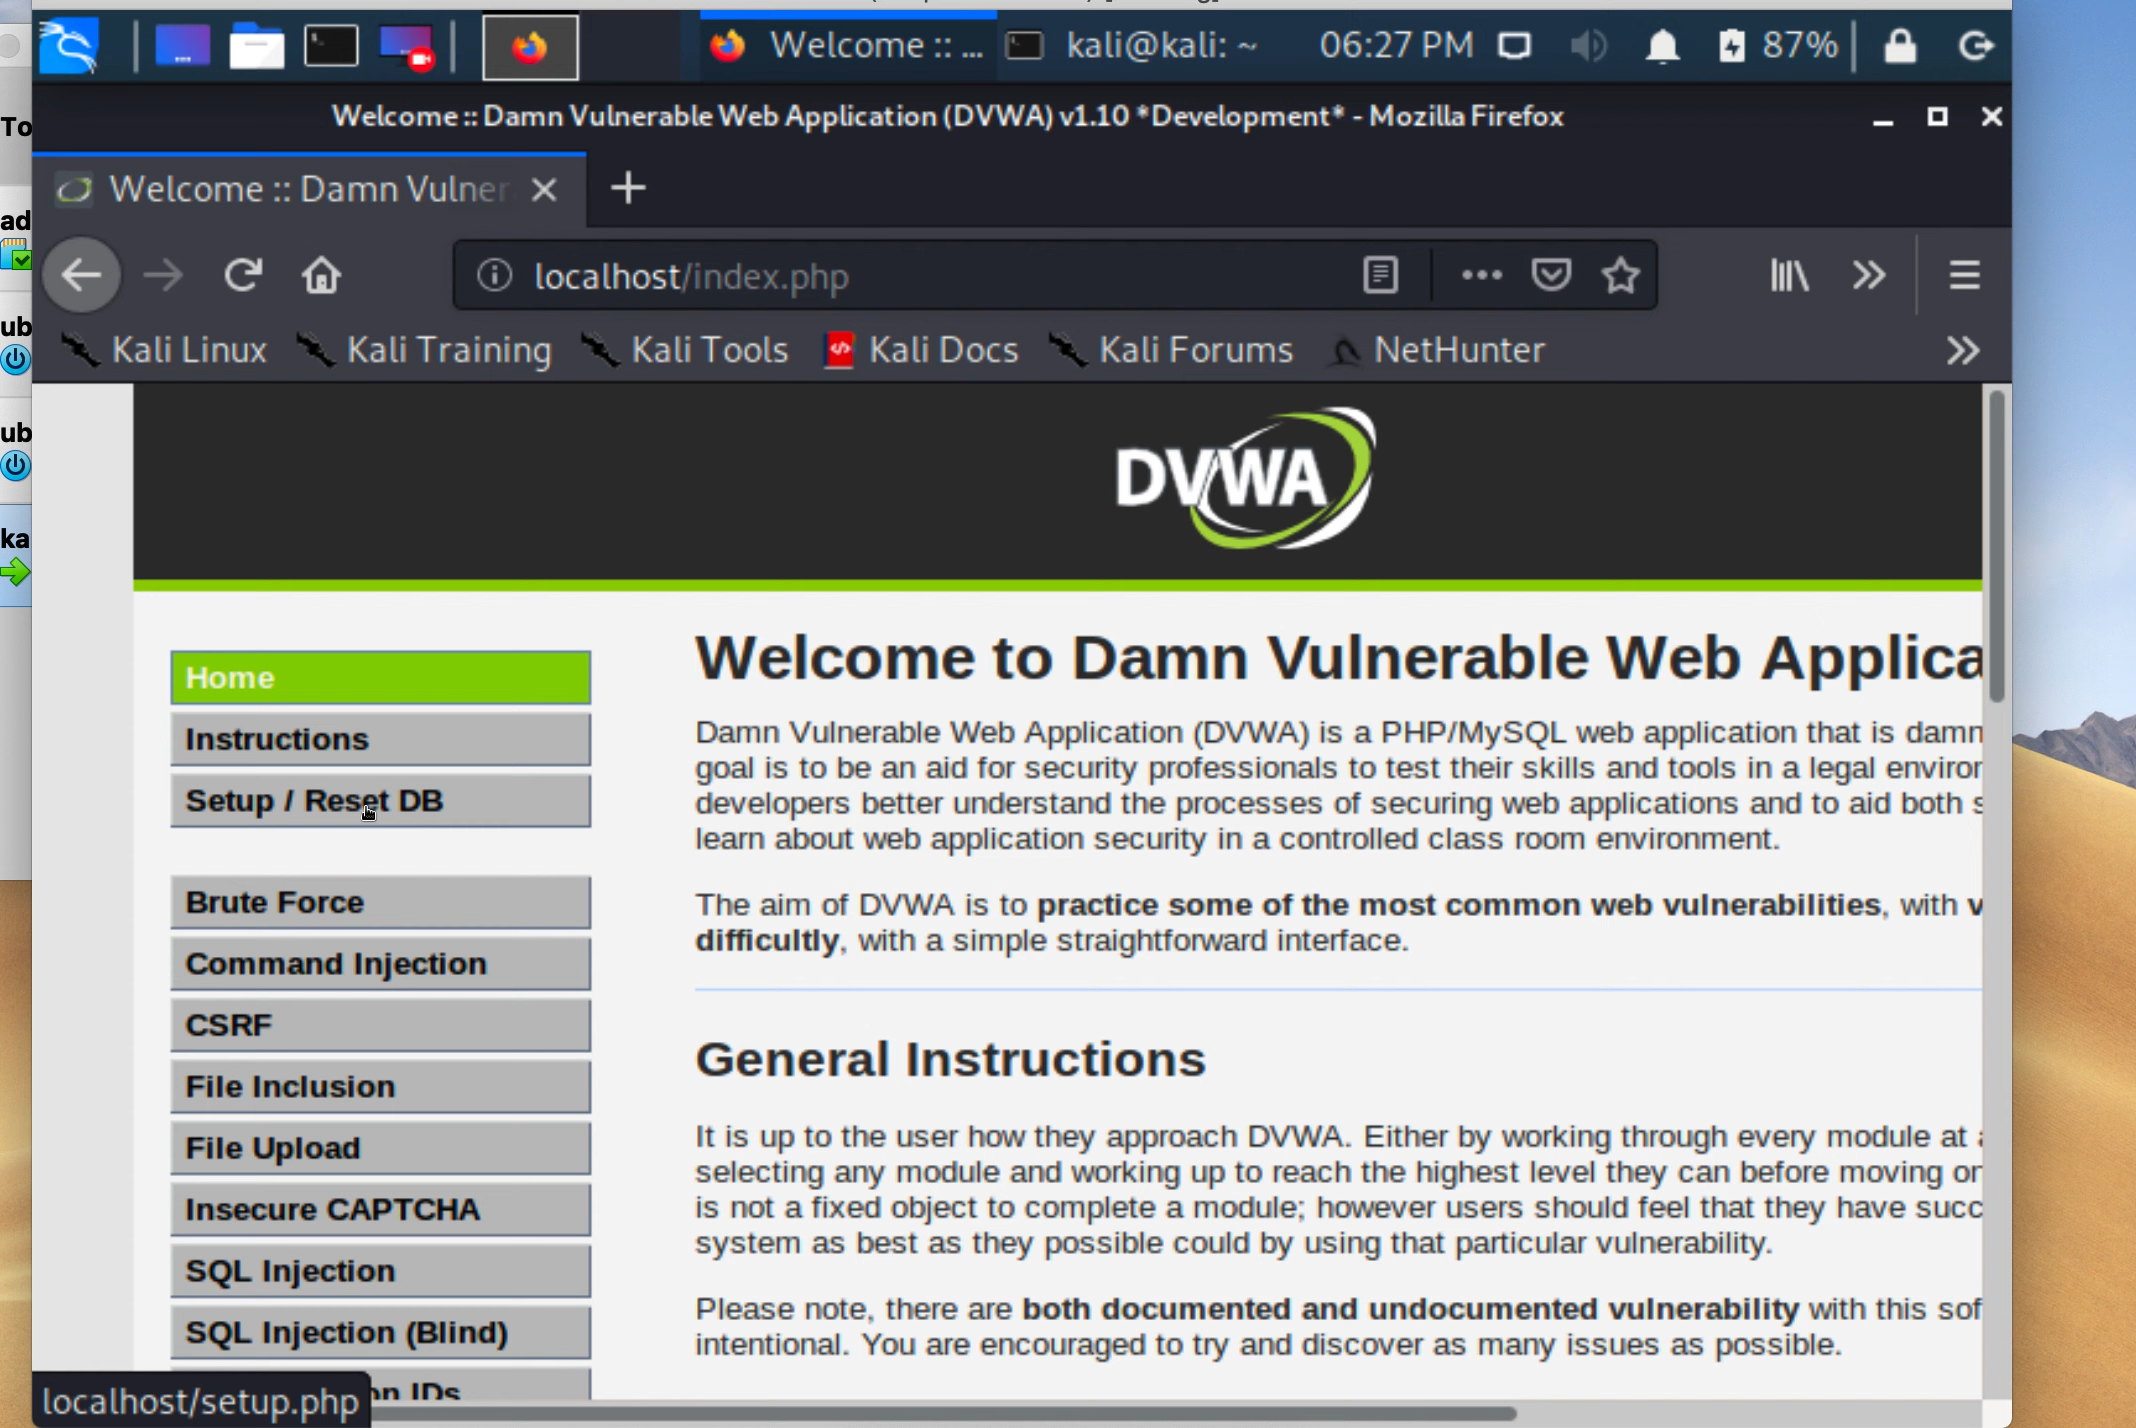 Welcome :: ...
kali@kali: ~
06:27 PM
87%
Welcome :: Damn Vulnerable Web Application (DVWA) v1.10 *Development* - Mozilla Firefox
Welcome :: Damn Vulner
localhost/index.php
Kali Linux
Kali Training
Kali Tools
Kali Docs
Kali Forums
NetHunter
To
ad
ub
ub
ka
DVWA
Home
Instructions
Setup / Reset DB
Brute Force
Command Injection
CSRF
File Inclusion
File Upload
Insecure CAPTCHA
SQL Injection
SQL Injection (Blind)
on IDs
Welcome to Damn Vulnerable Web Applica
Damn Vulnerable Web Application (DVWA) is a PHP/MySQL web application that is damn
goal is to be an aid for security professionals to test their skills and tools in a legal environ
developers better understand the processes of securing web applications and to aid both s
learn about web application security in a controlled class room environment.
The aim of DVWA is to practice some of the most common web vulnerabilities, with v
difficultly, with a simple straightforward interface.
General Instructions
It is up to the user how they approach DVWA. Either by working through every module at a
selecting any module and working up to reach the highest level they can before moving on
is not a fixed object to complete a module; however users should feel that they have succ
system as best as they possible could by using that particular vulnerability.
Please note, there are both documented and undocumented vulnerability with this sof
intentional. You are encouraged to try and discover as many issues as possible.
localhost/setup.php